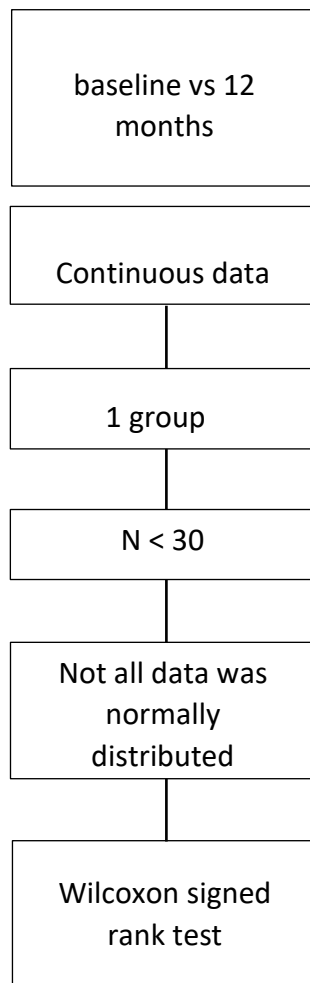 baseline vs 12
months
Continuous data
1 group
N < 30
Not all data was
normally
distributed
Wilcoxon signed
rank test